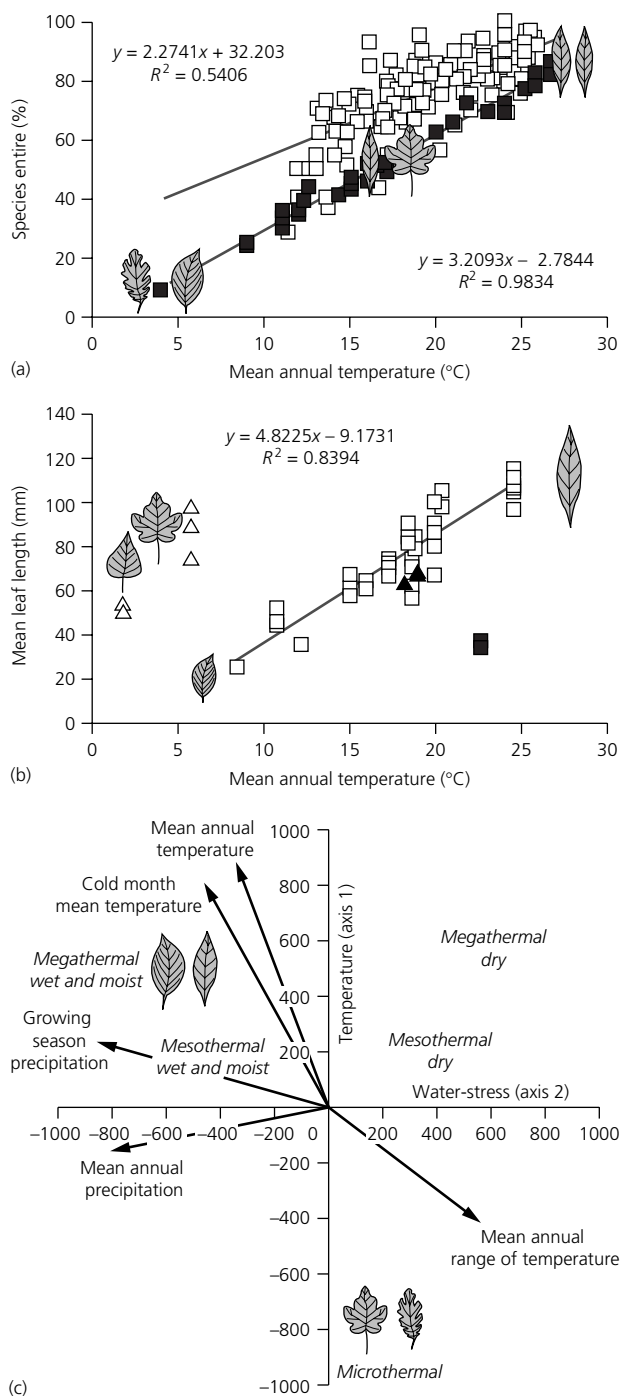 y = 2.2741x + 32.203
R² = 0.5406
y = 3.2093x − 2.7844
R² = 0.9834
Species entire (%)
100
80
60
40
20
0
0 5 10 15 20 25 30
Mean annual temperature (°C)
(a)
y = 4.8225x − 9.1731
R² = 0.8394
Mean leaf length (mm)
140
120
100
80
60
40
20
0
0 5 10 15 20 25 30
Mean annual temperature (°C)
(b)
Mean annual
temperature
Cold month
mean temperature
Megathermal
wet and moist
Growing
season
precipitation
Mesothermal
wet and moist
Mean annual
precipitation
Temperature (axis 1)
1000
800
600
400
200
Megathermal
dry
Mesothermal
dry
Water-stress (axis 2)
−1000 −800 −600 −400 −200 0 200 400 600 800 1000
−200
−400
−600
−800
−1000
Mean annual
range of temperature
Microthermal
(c)